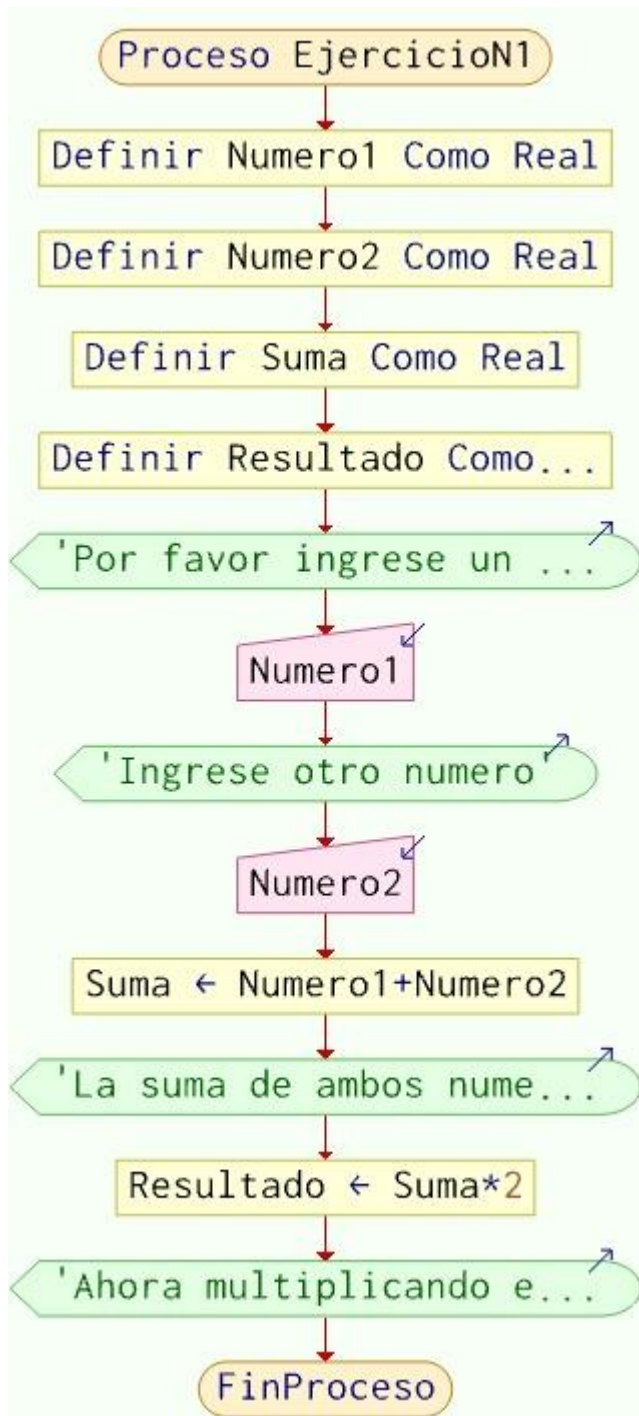 Proceso EjercicioN1
Definir Numero1 Como Real
Definir Numero2 Como Real
Definir Suma Como Real
Definir Resultado Como...
'Por favor ingrese un ...
Numero1
'Ingrese otro numero'
Numero2
Suma ← Numero1+Numero2
'La suma de ambos nume...
Resultado ← Suma*2
'Ahora multiplicando e...
FinProceso